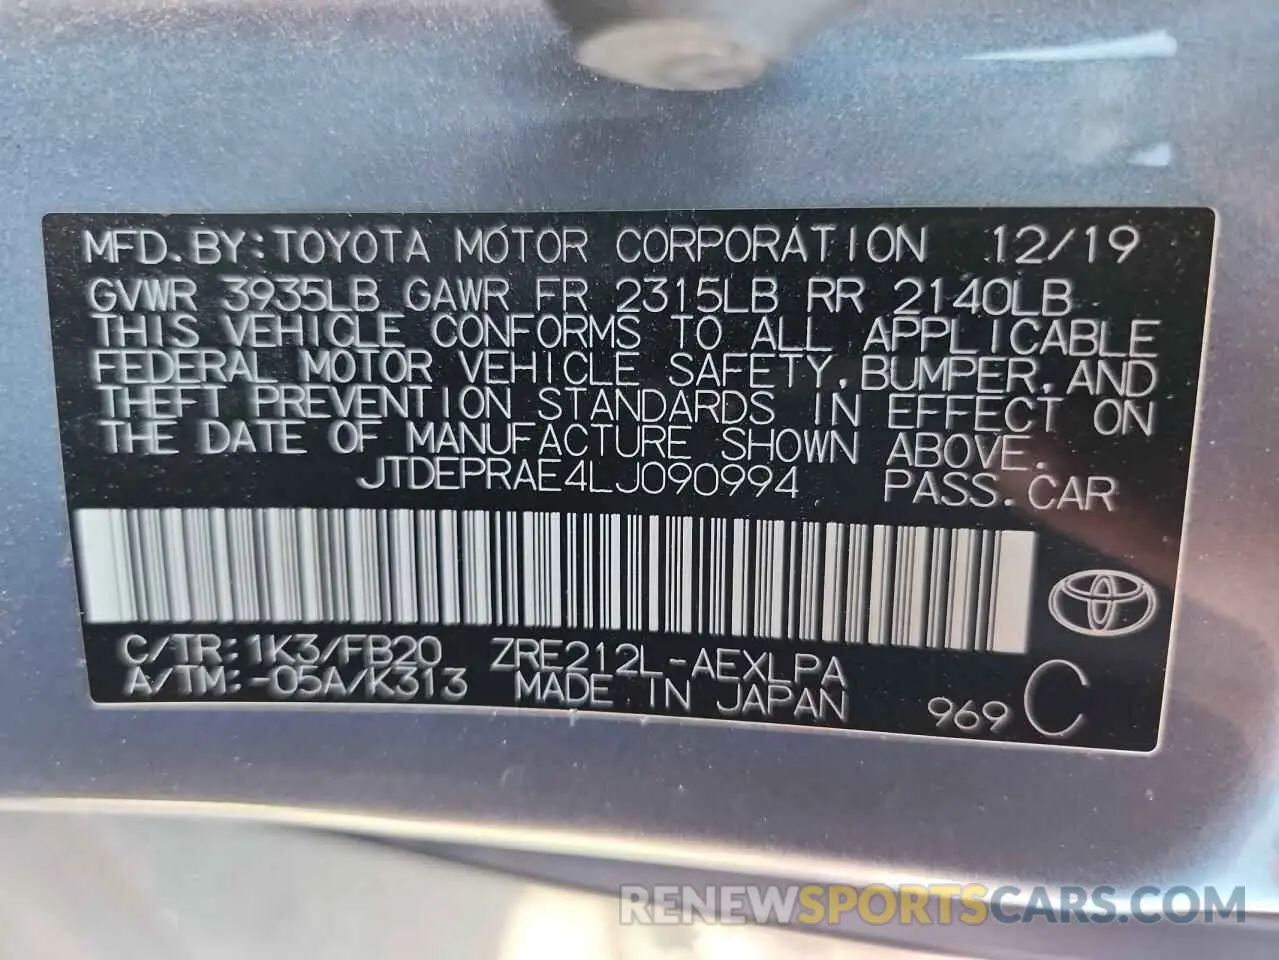 MFD. BY: TOYOTA MOTOR CORPORATION 12/19
GVWR 3935LB GAWR FR 2315LB RR 2140LB
THIS VEHICLE CONFORMS TO ALL APPLICABLE
FEDERAL MOTOR VEHICLE SAFETY, BUMPER, AND
THEFT PREVENTION STANDARDS IN EFFECT ON
THE DATE OF MANUFACTURE SHOWN ABOVE.
JTDEPRAE4LJ090994 PASS. CAR
C/TR: 1K3/FB20 ZRE212L-AEXLPA
A/TM: -05A/K313 MADE IN JAPAN 969 C
RENEWSPORTSCARS.COM